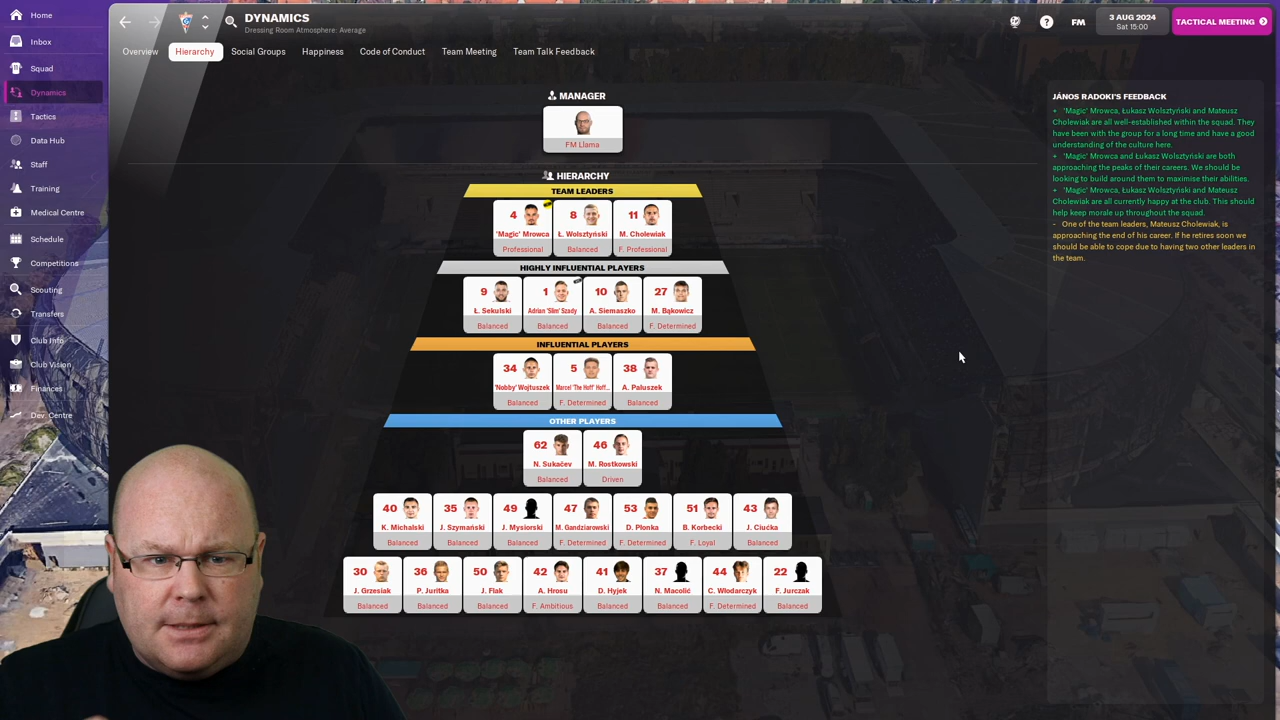 Home
Inbox
Squad
Dynamics
Tactics
Data Hub
Staff
Training
Medical Centre
Schedule
Competitions
Scouting
Transfers
Club Info
Club Vision
Finances
Dev. Centre
DYNAMICS
Dressing Room Atmosphere: Average
? FM
3 AUG 2024
Sat 15:00
TACTICAL MEETING
Overview Hierarchy Social Groups Happiness Code of Conduct Team Meeting Team Talk Feedback
MANAGER
FM Llama
HIERARCHY
TEAM LEADERS
4 8 11
'Magic' Mrowca Ł. Wolsztyński M. Cholewiak
Professional Balanced F. Professional
HIGHLY INFLUENTIAL PLAYERS
9 1 10 27
Ł. Sekulski Adrian 'Slim' Szady A. Siemaszko M. Bąkowicz
Balanced Balanced Balanced F. Determined
INFLUENTIAL PLAYERS
34 5 38
'Nobby' Wojtuszek Marcel 'The Hoff' Hoff... A. Paluszek
Balanced F. Determined Balanced
OTHER PLAYERS
62 46
N. Sukačev M. Rostkowski
Balanced Driven
40 35 49 47 53 51 43
K. Michalski J. Szymański J. Mysiorski M. Gandziarowski D. Plonka B. Korbecki J. Ciućka
Balanced Balanced Balanced F. Determined F. Determined F. Loyal Balanced
30 36 50 42 41 37 44 22
J. Grzesiak P. Juritka J. Flak A. Hrosu D. Hyjek N. Macolić C. Włodarczyk F. Jurczak
Balanced Balanced Balanced F. Ambitious Balanced Balanced F. Determined Balanced
JÁNOS RADOKI'S FEEDBACK
+ 'Magic' Mrowca, Łukasz Wolsztyński and Mateusz
Cholewiak are all well-established within the squad. They
have been with the group for a long time and have a good
understanding of the culture here.
+ 'Magic' Mrowca and Łukasz Wolsztyński are both
approaching the peaks of their careers. We should be
looking to build around them to maximise their abilities.
+ 'Magic' Mrowca, Łukasz Wolsztyński and Mateusz
Cholewiak are all currently happy at the club. This should
help keep morale up throughout the squad.
- One of the team leaders, Mateusz Cholewiak, is
approaching the end of his career. If he retires soon we
should be able to cope due to having two other leaders in
the team.